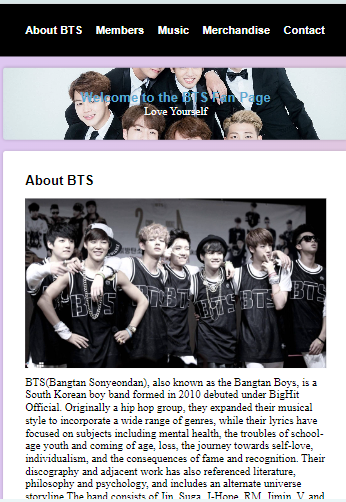 About BTS Members Music Merchandise Contact
Welcome to the BTS Fan Page
Love Yourself
About BTS
BTS BTS BTS BTS
BTS(Bangtan Sonyeondan), also known as the Bangtan Boys, is a
South Korean boy band formed in 2010 debuted under BigHit
Official. Originally a hip hop group, they expanded their musical
style to incorporate a wide range of genres, while their lyrics have
focused on subjects including mental health, the troubles of school-
age youth and coming of age, loss, the journey towards self-love,
individualism, and the consequences of fame and recognition. Their
discography and adjacent work has also referenced literature,
philosophy and psychology, and includes an alternate universe
storyline.The band consists of Jin, Suga, J-Hope, RM, Jimin, V, and